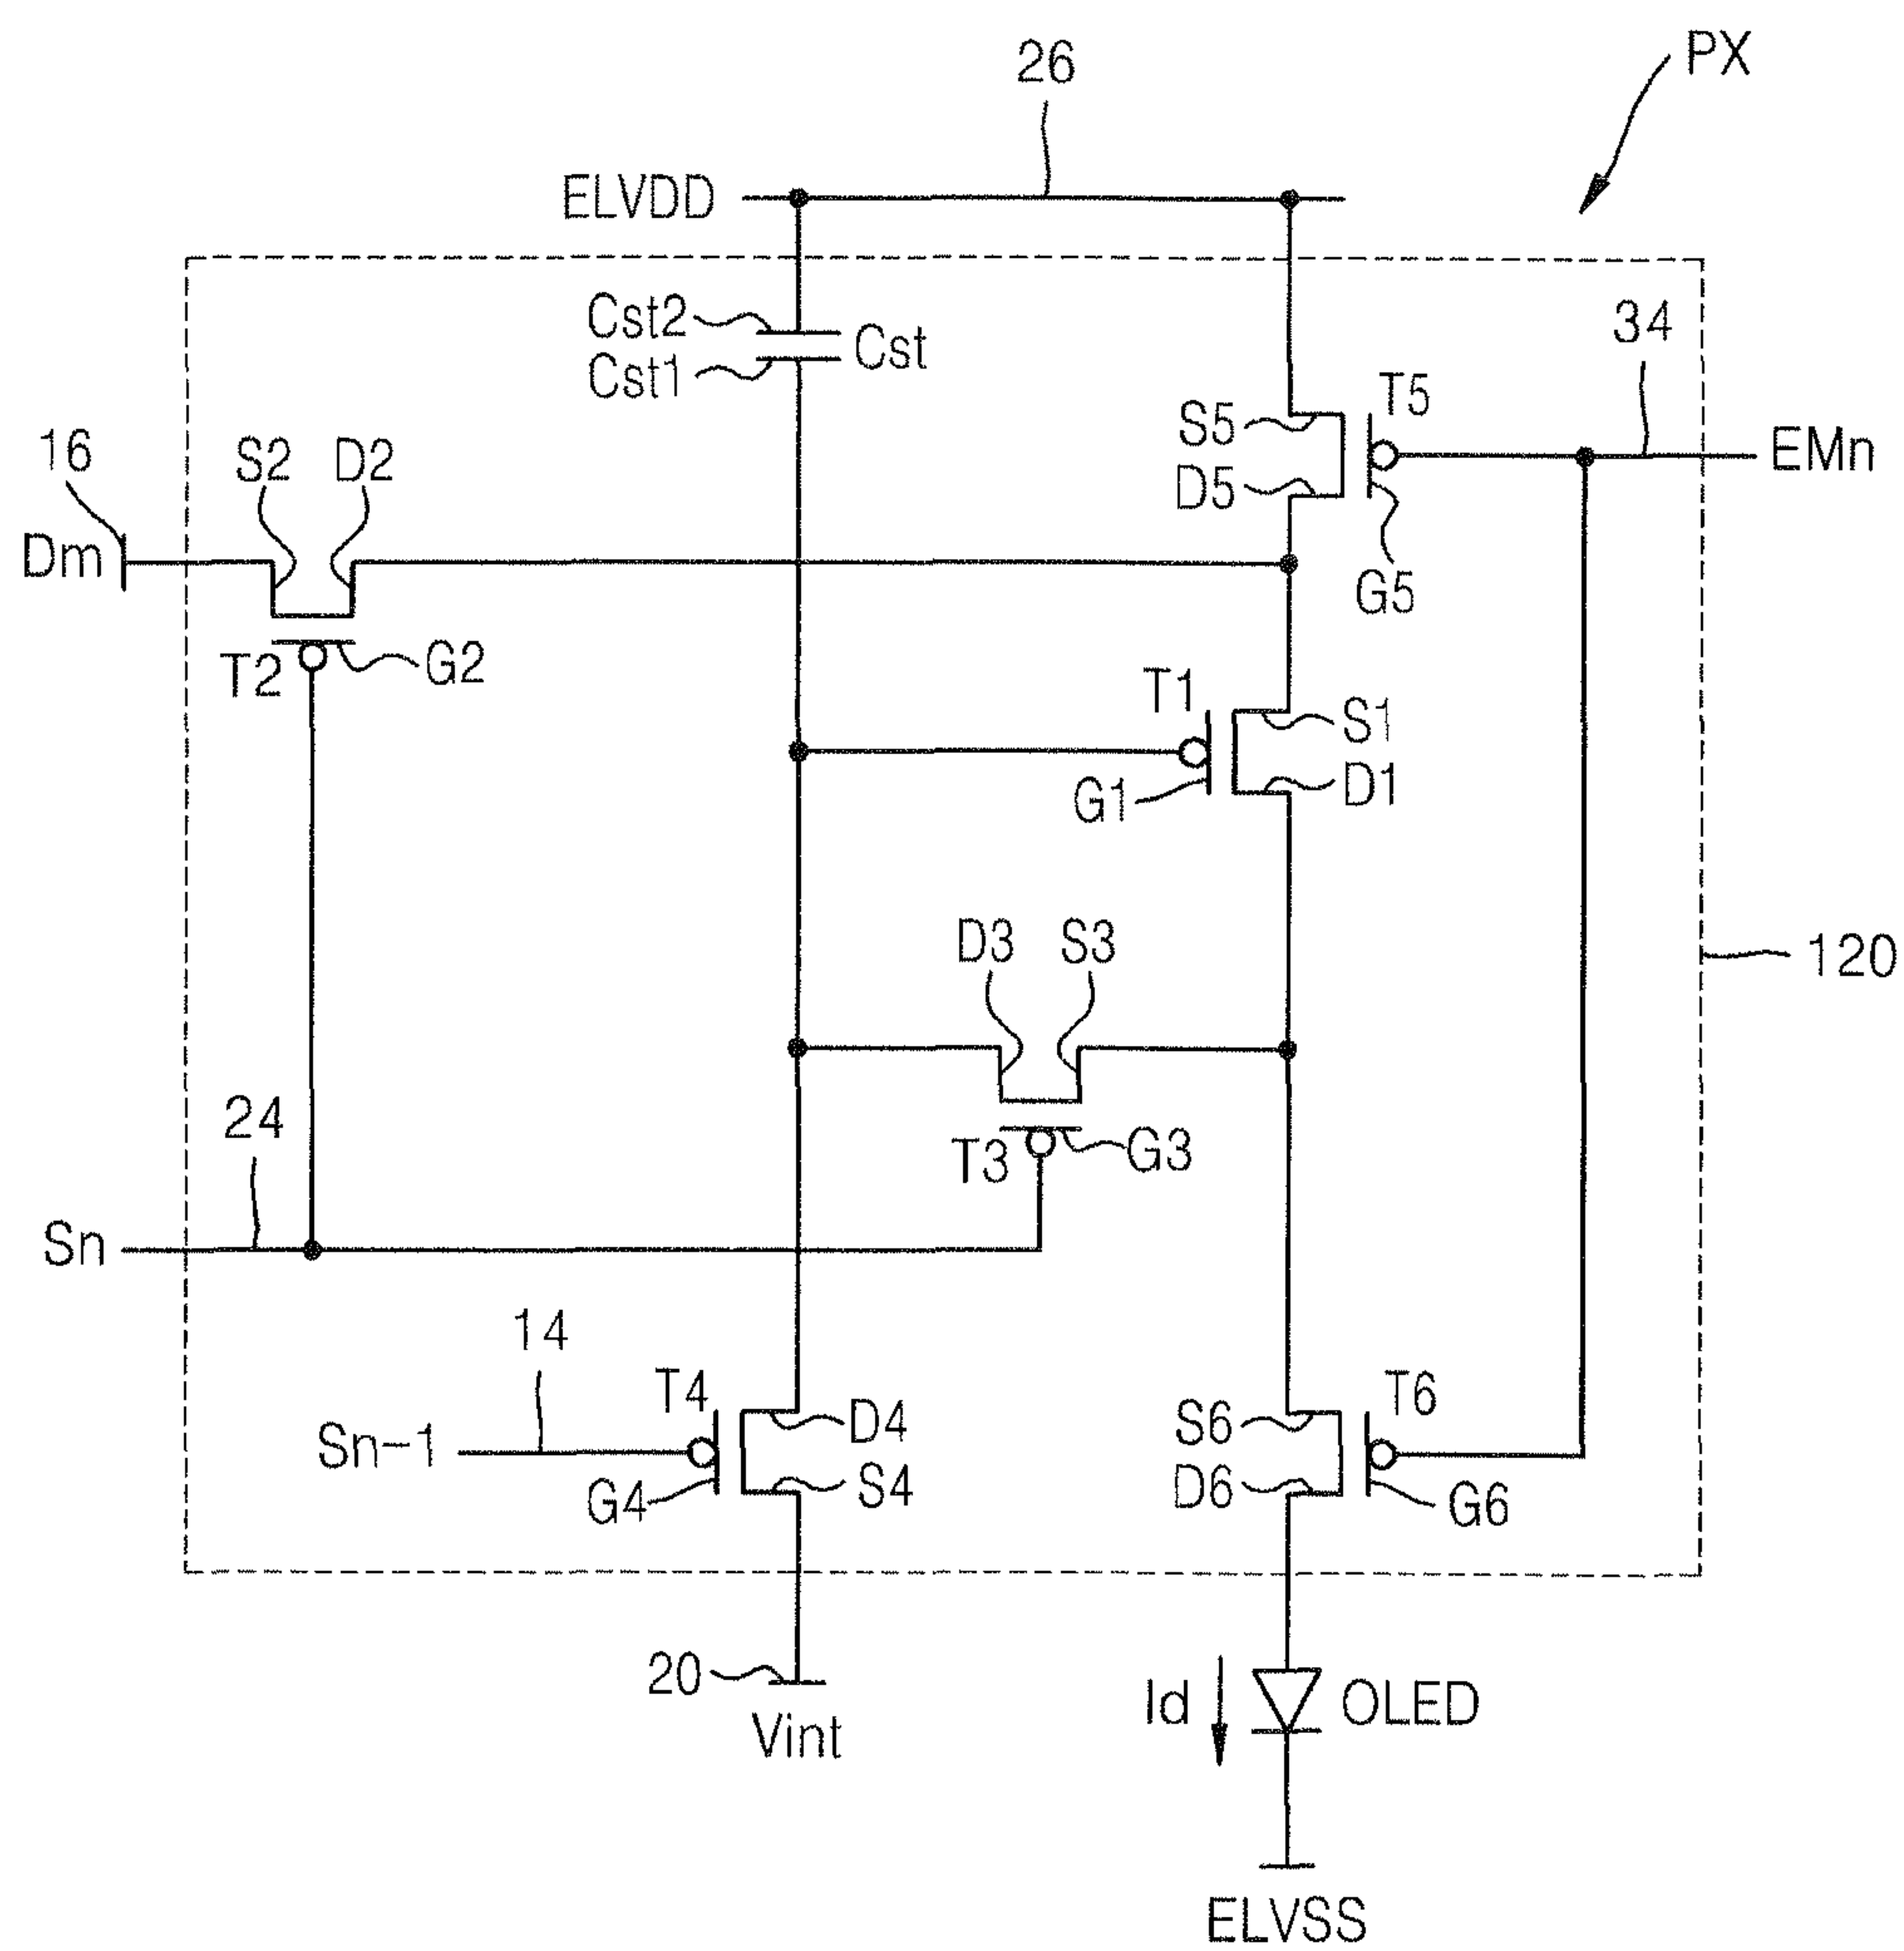 PX
26
ELVDD
Cst2
Cst
Cst1
34
T5
S5
EMn
D5
G5
16
S2
D2
Dm
T2
G2
T1
S1
G1
D1
D3
S3
120
24
T3
G3
Sn
14
T4
D4
Sn-1
G4
S4
T6
S6
D6
G6
20
Vint
Id
OLED
ELVSS